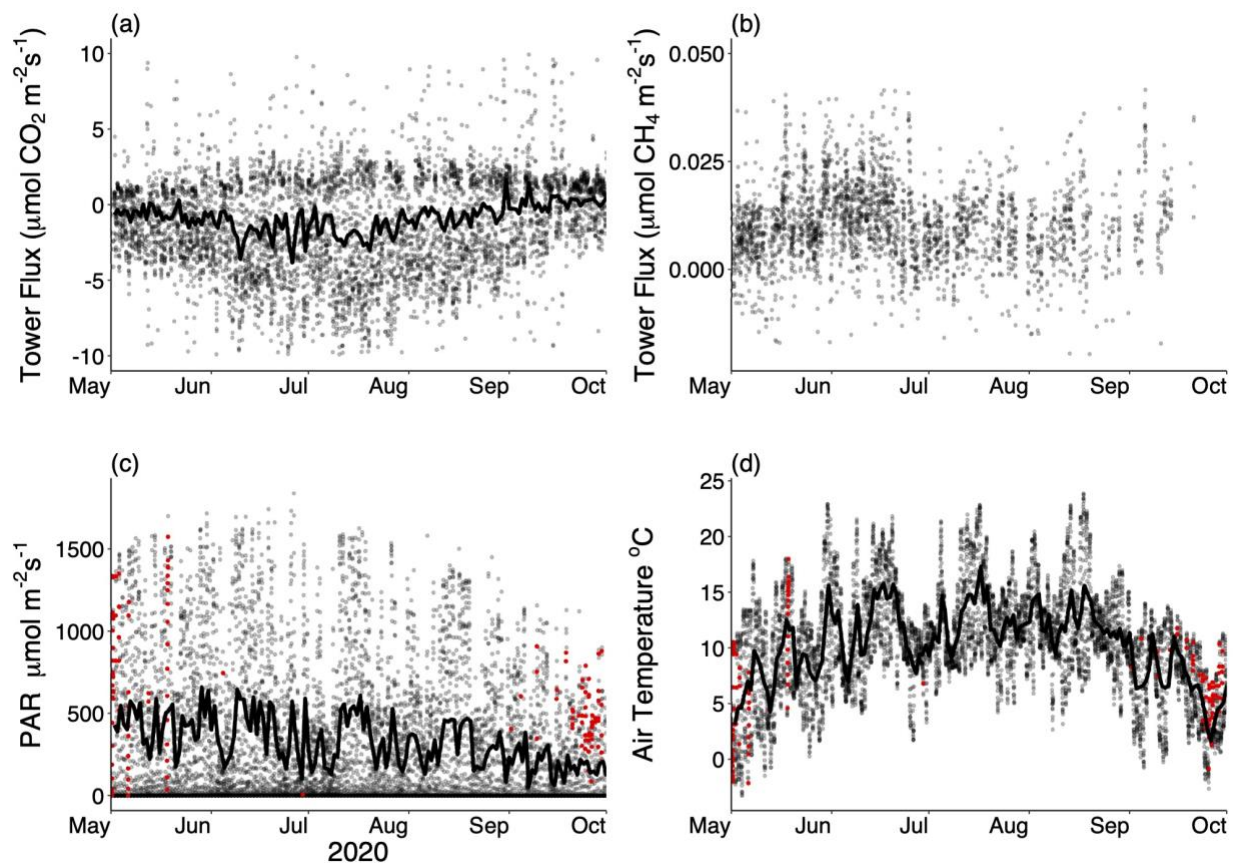 (a)
Tower Flux (μmol CO₂ m⁻²s⁻¹)
10
5
0
-5
-10
May Jun Jul Aug Sep Oct
(b)
Tower Flux (μmol CH₄ m⁻²s⁻¹)
0.050
0.025
0.000
May Jun Jul Aug Sep Oct
(c)
PAR μmol m⁻²s⁻¹
1500
1000
500
0
May Jun Jul Aug Sep Oct
2020
(d)
Air Temperature ᵒC
25
20
15
10
5
0
May Jun Jul Aug Sep Oct